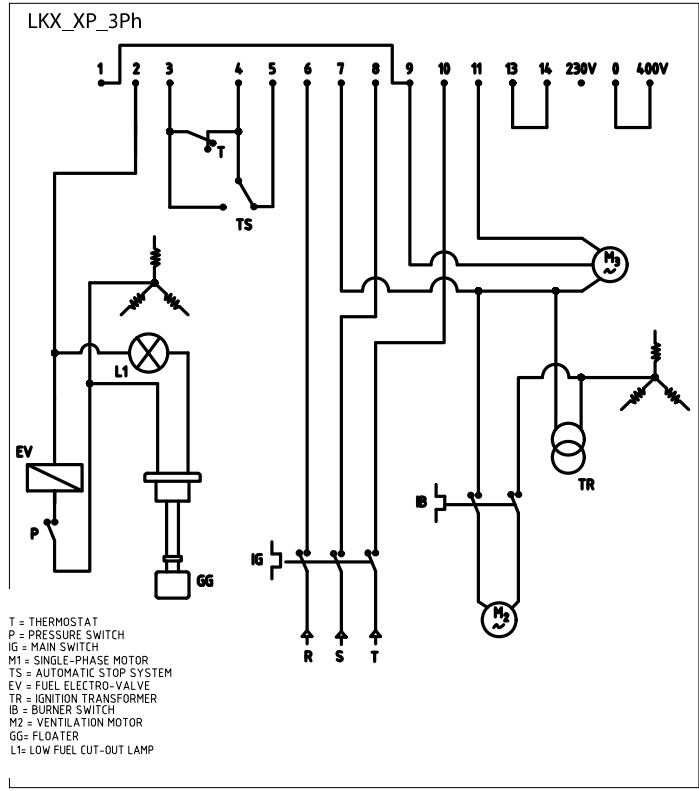 LKX_XP_3Ph
1 2 3 4 5 6 7 8 9 10 11 13 14 230V 0 400V
T
TS
M3
~
L1
EV
TR
IB
P
IG
GG
M2
~
R S T
T = THERMOSTAT
P = PRESSURE SWITCH
IG = MAIN SWITCH
M1 = SINGLE-PHASE MOTOR
TS = AUTOMATIC STOP SYSTEM
EV = FUEL ELECTRO-VALVE
TR = IGNITION TRANSFORMER
IB = BURNER SWITCH
M2 = VENTILATION MOTOR
GG= FLOATER
L1= LOW FUEL CUT-OUT LAMP